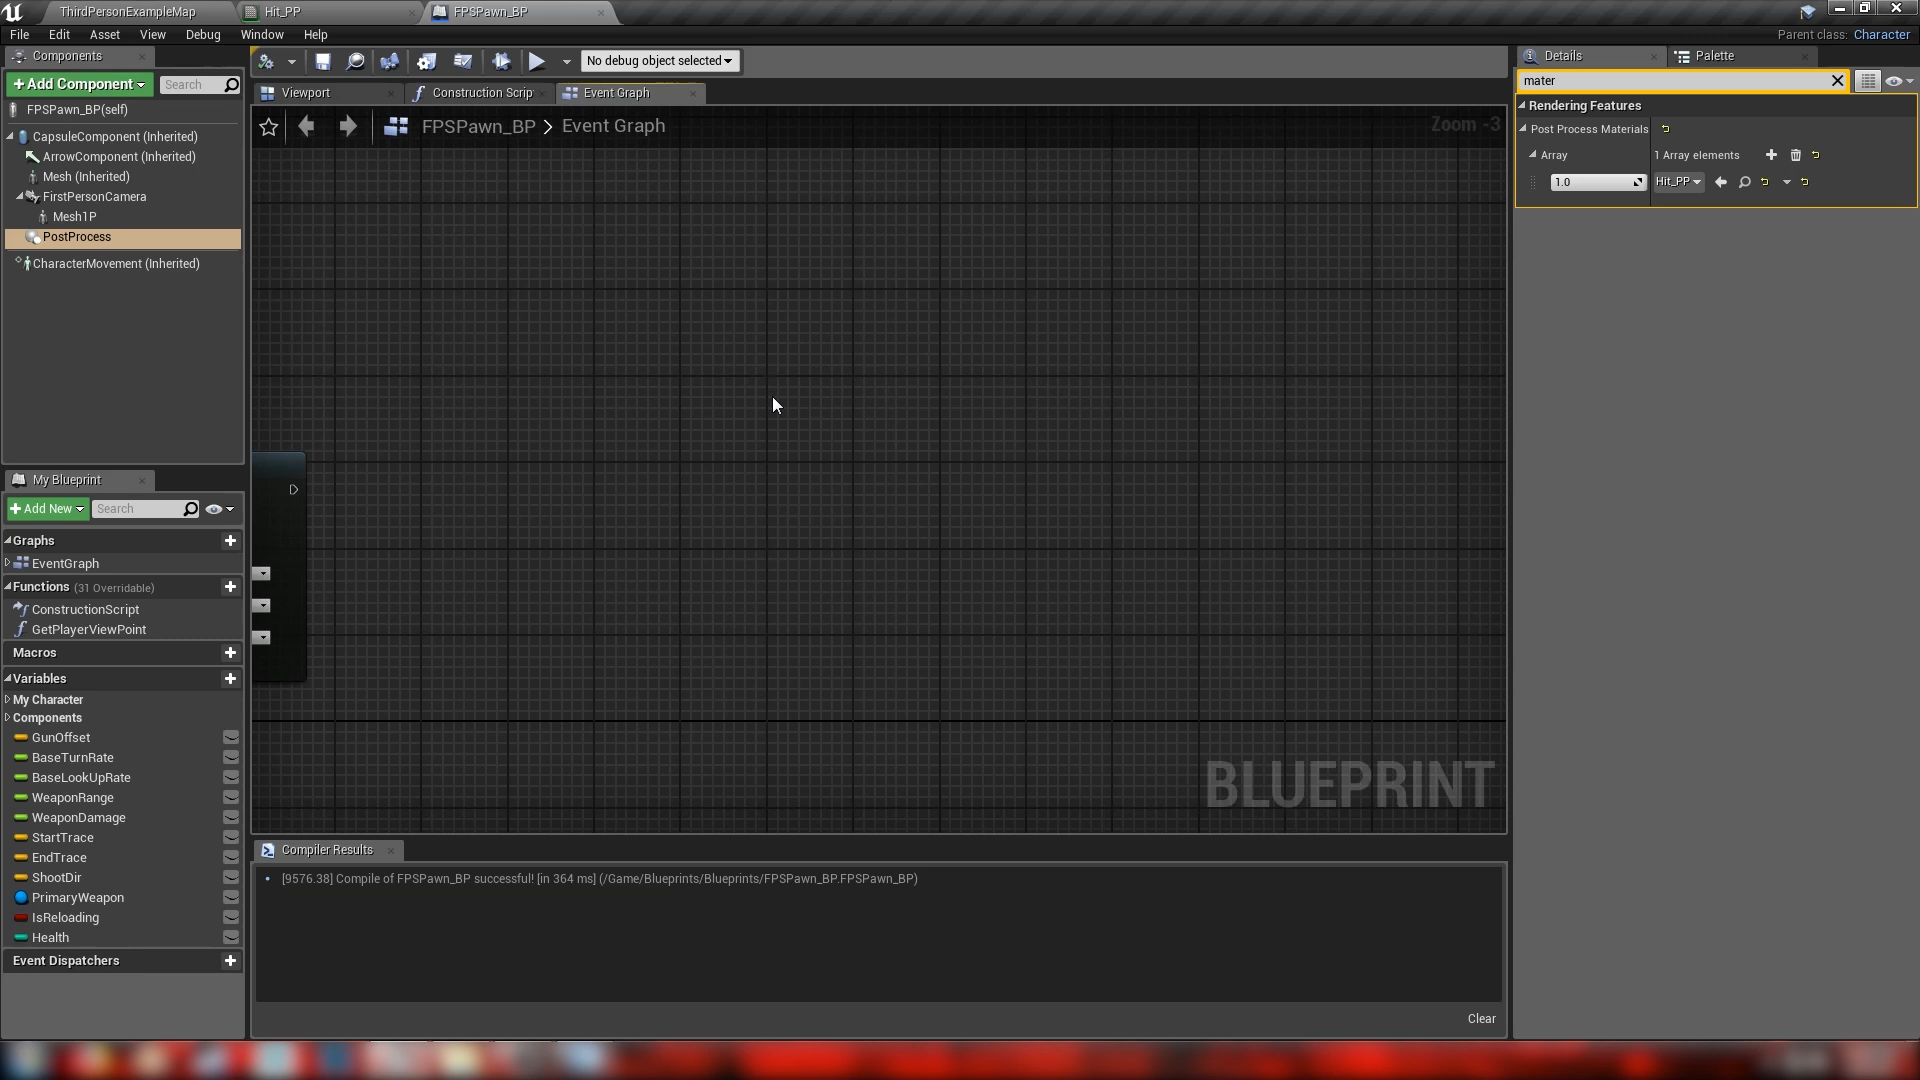 ThirdPersonExampleMap
Hit_PP
FPSpawn_BP
File Edit Asset View Debug Window Help
Parent class: Character
Components
Add Component
Search
FPSpawn_BP(self)
CapsuleComponent (Inherited)
ArrowComponent (Inherited)
Mesh (Inherited)
FirstPersonCamera
Mesh1P
PostProcess
CharacterMovement (Inherited)
My Blueprint
Add New
Search
Graphs
EventGraph
Functions (31 Overridable)
ConstructionScript
GetPlayerViewPoint
Macros
Variables
My Character
Components
GunOffset
BaseTurnRate
BaseLookUpRate
WeaponRange
WeaponDamage
StartTrace
EndTrace
ShootDir
PrimaryWeapon
IsReloading
Health
Event Dispatchers
No debug object selected
Viewport
Construction Scrip
Event Graph
FPSpawn_BP > Event Graph
Zoom -3
BLUEPRINT
Compiler Results
[9576.38] Compile of FPSpawn_BP successful! [in 364 ms] (/Game/Blueprints/Blueprints/FPSpawn_BP.FPSpawn_BP)
Clear
Details
Palette
mater
Rendering Features
Post Process Materials
Array
1 Array elements
1.0
Hit_PP